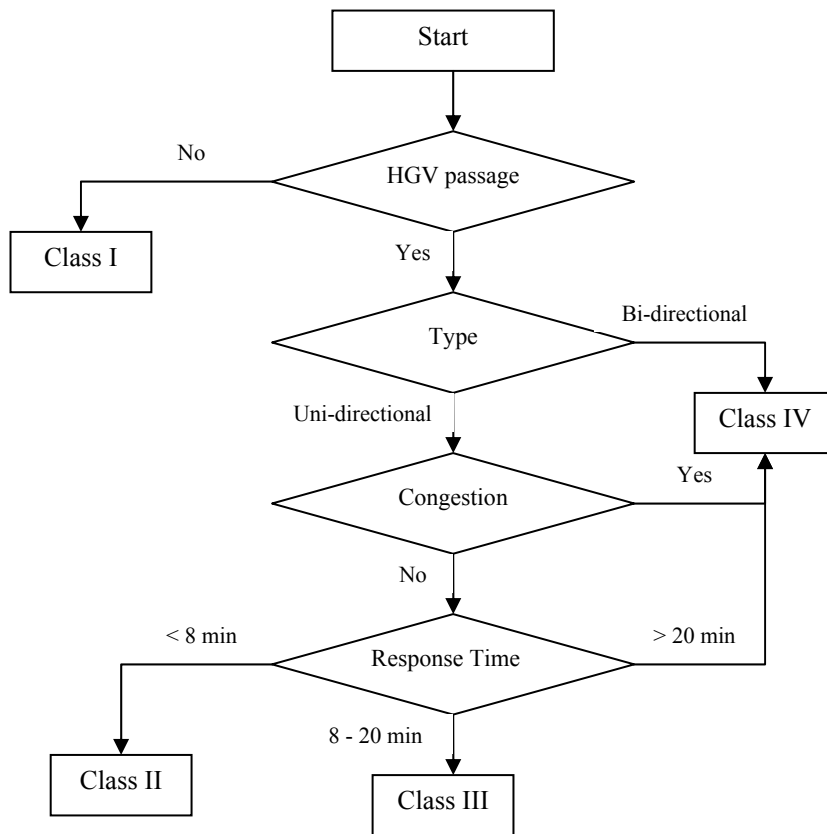 Start
No
HGV passage
Class I
Yes
Bi-directional
Type
Uni-directional
Class IV
Yes
Congestion
No
< 8 min
> 20 min
Response Time
8 - 20 min
Class II
Class III